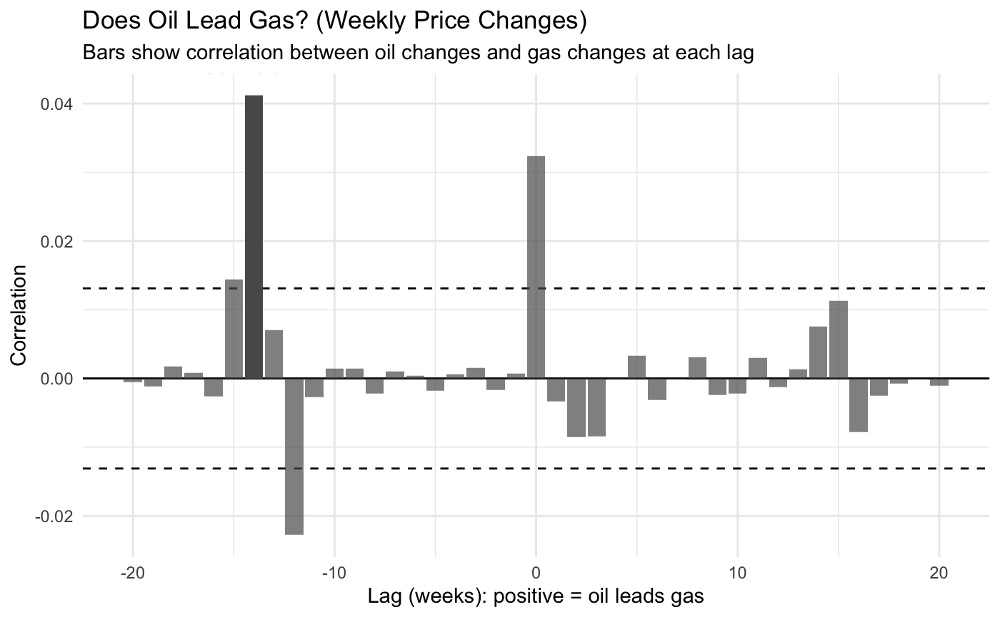 Does Oil Lead Gas? (Weekly Price Changes)
Bars show correlation between oil changes and gas changes at each lag
0.04
0.02
0.00
-0.02
Correlation
-20
-10
0
10
20
Lag (weeks): positive = oil leads gas